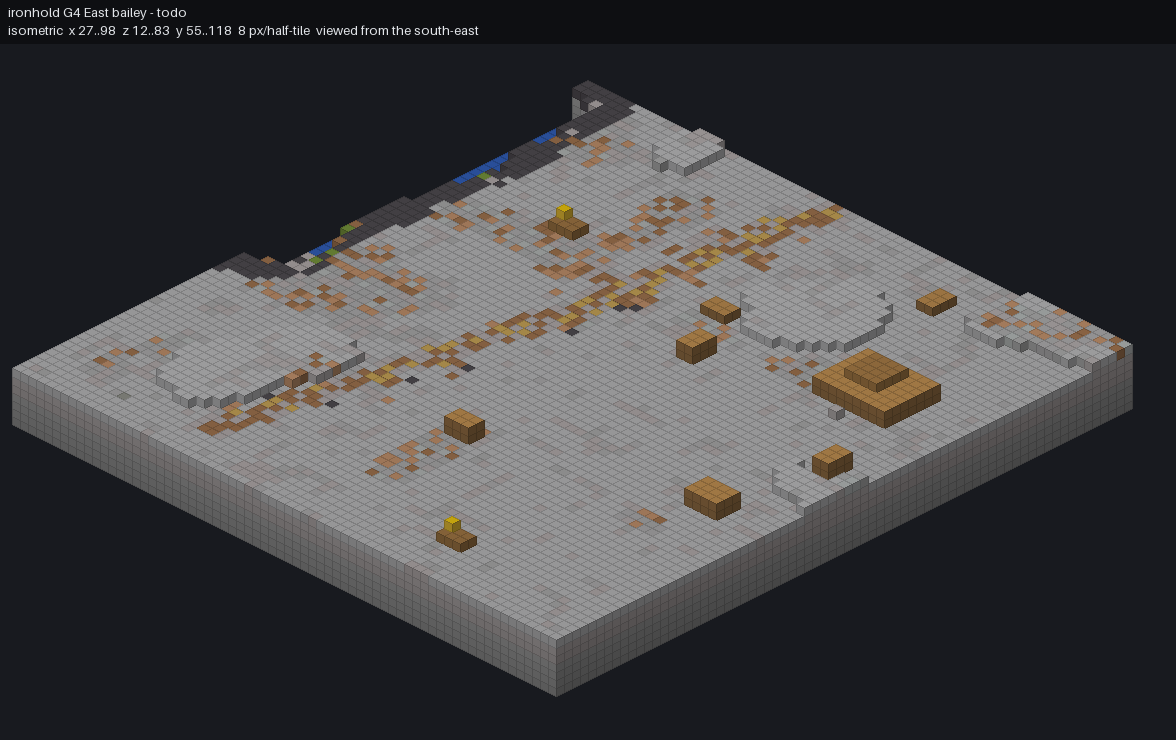 ironhold G4 East bailey - todo
isometric x 27..98 z 12..83 y 55..118 8 px/half-tile viewed from the south-east